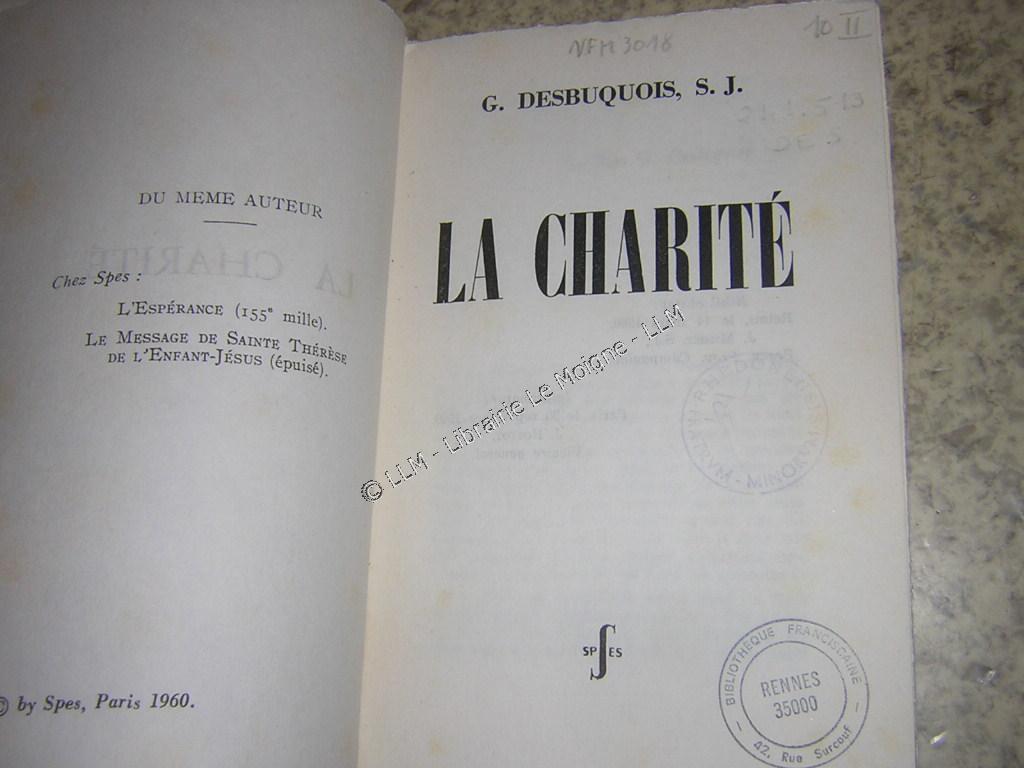 DU MEME AUTEUR
Chez Spes :
L'ESPÉRANCE (155e mille).
LE MESSAGE DE SAINTE THÉRÈSE
DE L'ENFANT-JÉSUS (épuisé).
© by Spes, Paris 1960.
NFM 3018
10 II
G. DESBUQUOIS, S. J.
LA CHARITÉ
© LLM - Librairie Le Moigne - LLM
MINOR
SPES
BIBLIOTHÈQUE FRANCISCAINE
RENNES
35000
42, Rue Surcouf